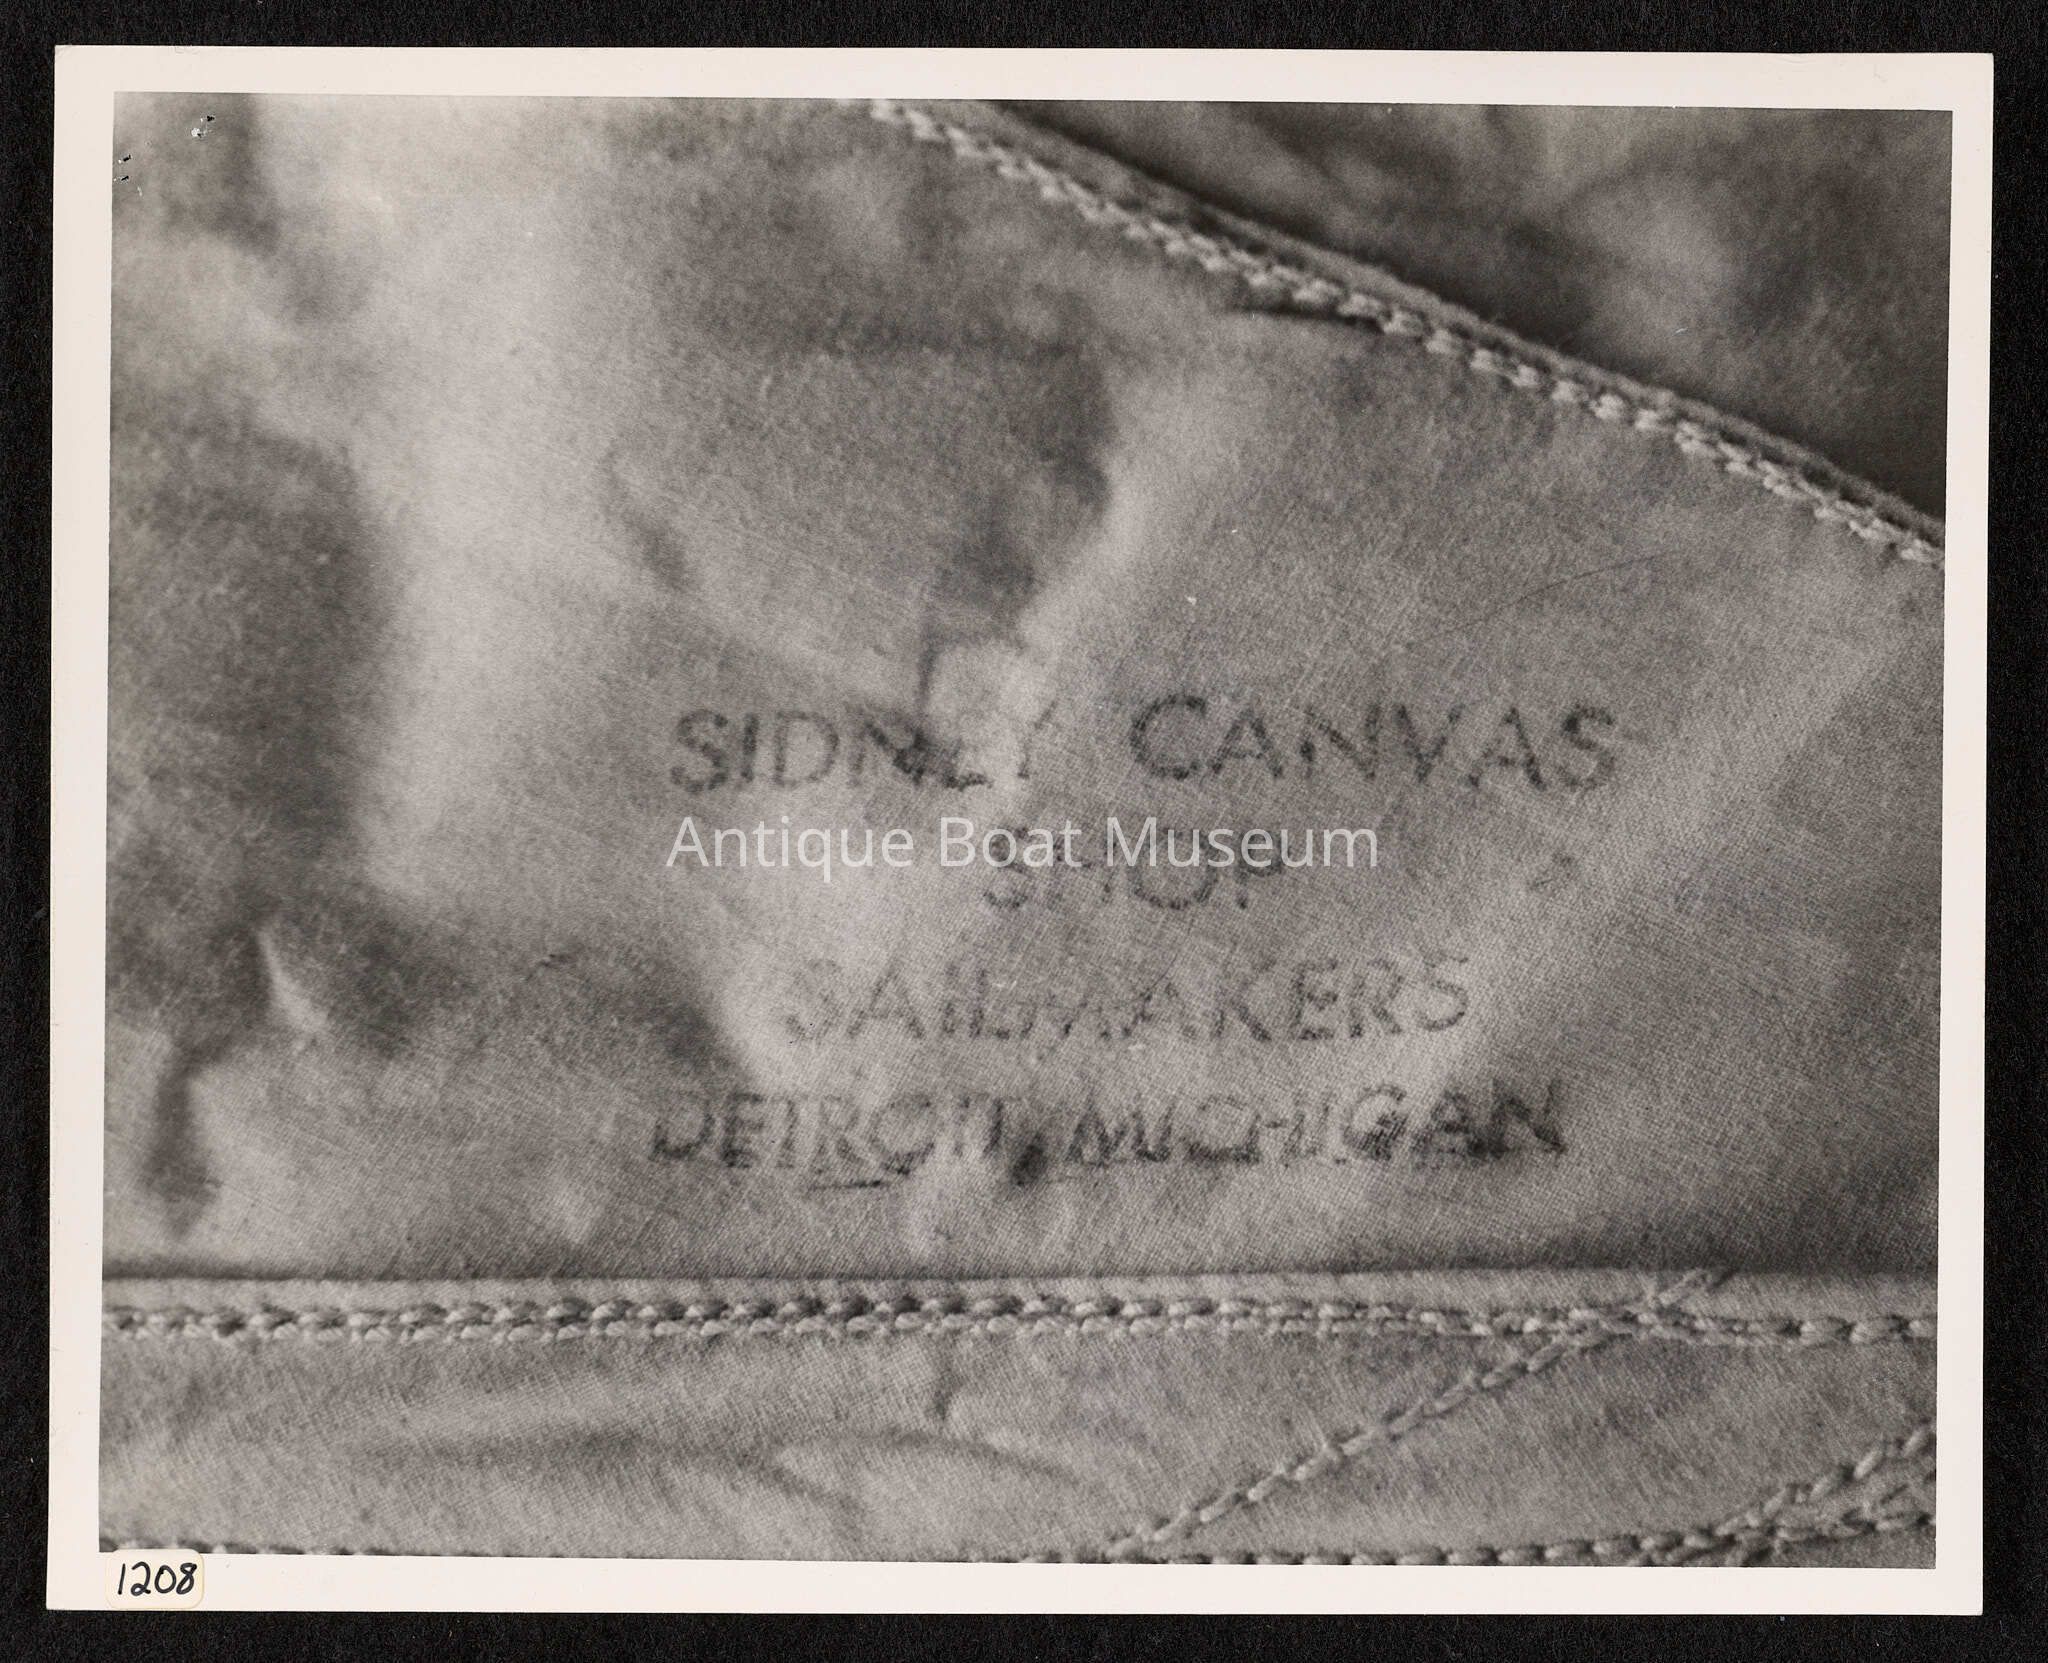 SIDNEY CANVAS
Antique Boat Museum
SHOP
SAILMAKERS
DETROIT, MICHIGAN
1208